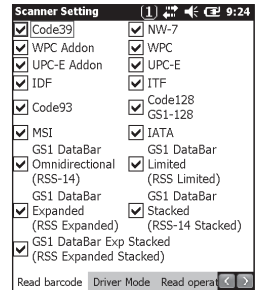 Scanner Setting 1 9:24
Code39 NW-7
WPC Addon WPC
UPC-E Addon UPC-E
IDF ITF
Code93 Code128
GS1-128
MSI IATA
GS1 DataBar GS1 DataBar
Omnidirectional Limited
(RSS-14) (RSS Limited)
GS1 DataBar GS1 DataBar
Expanded Stacked
(RSS Expanded) (RSS-14 Stacked)
GS1 DataBar Exp Stacked
(RSS Expanded Stacked)
Read barcode Driver Mode Read operat